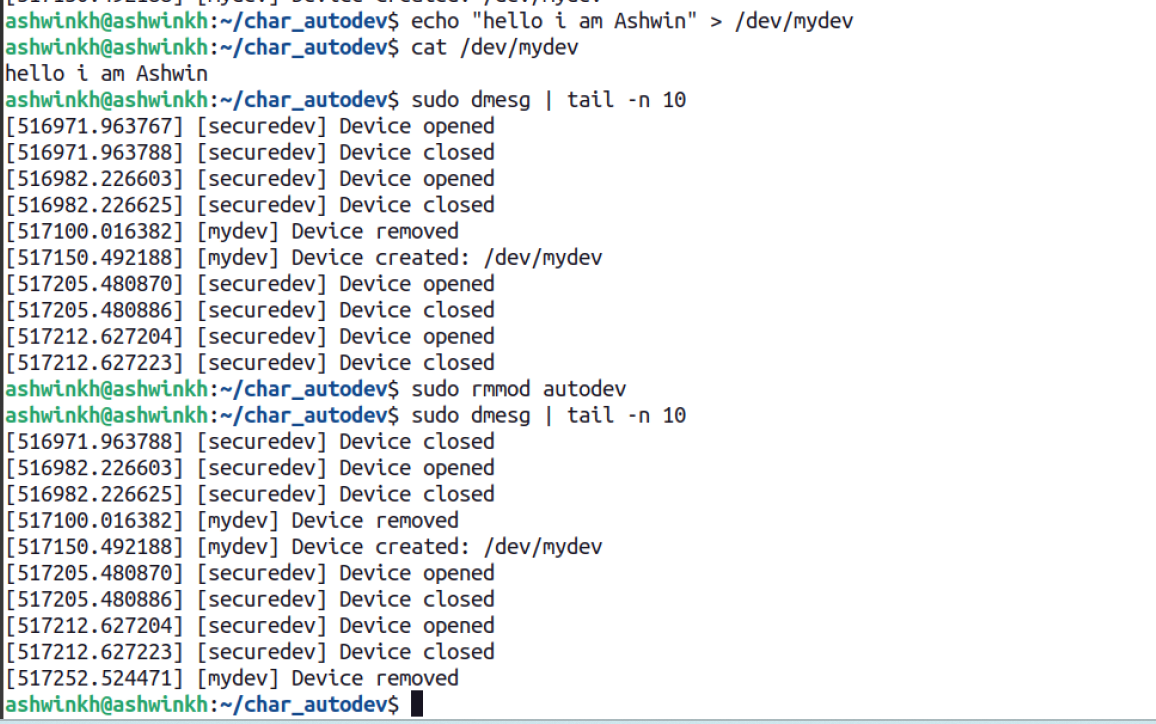 [517150.492188] [mydev] Device created: /dev/mydev
ashwinkh@ashwinkh:~/char_autodev$ echo "hello i am Ashwin" > /dev/mydev
ashwinkh@ashwinkh:~/char_autodev$ cat /dev/mydev
hello i am Ashwin
ashwinkh@ashwinkh:~/char_autodev$ sudo dmesg | tail -n 10
[516971.963767] [securedev] Device opened
[516971.963788] [securedev] Device closed
[516982.226603] [securedev] Device opened
[516982.226625] [securedev] Device closed
[517100.016382] [mydev] Device removed
[517150.492188] [mydev] Device created: /dev/mydev
[517205.480870] [securedev] Device opened
[517205.480886] [securedev] Device closed
[517212.627204] [securedev] Device opened
[517212.627223] [securedev] Device closed
ashwinkh@ashwinkh:~/char_autodev$ sudo rmmod autodev
ashwinkh@ashwinkh:~/char_autodev$ sudo dmesg | tail -n 10
[516971.963788] [securedev] Device closed
[516982.226603] [securedev] Device opened
[516982.226625] [securedev] Device closed
[517100.016382] [mydev] Device removed
[517150.492188] [mydev] Device created: /dev/mydev
[517205.480870] [securedev] Device opened
[517205.480886] [securedev] Device closed
[517212.627204] [securedev] Device opened
[517212.627223] [securedev] Device closed
[517252.524471] [mydev] Device removed
ashwinkh@ashwinkh:~/char_autodev$